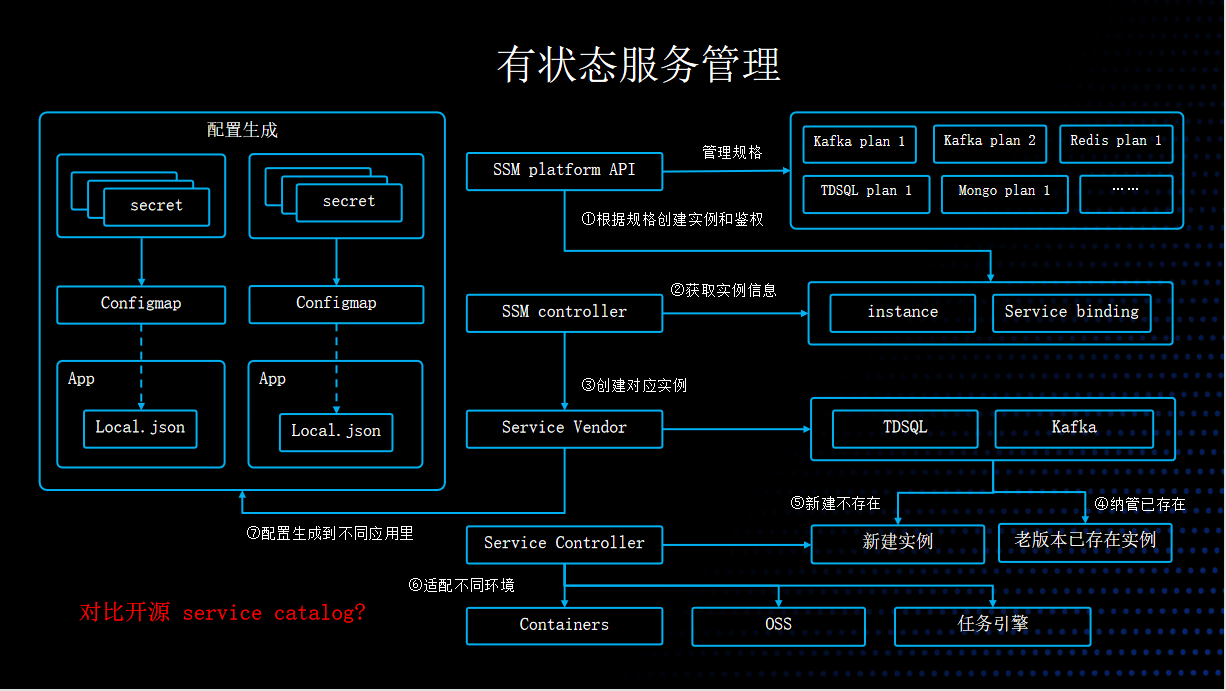 有状态服务管理
配置生成
secret
secret
Configmap
Configmap
App
Local.json
App
Local.json
SSM platform API
管理规格
Kafka plan 1
Kafka plan 2
Redis plan 1
TDSQL plan 1
Mongo plan 1
……
①根据规格创建实例和鉴权
SSM controller
②获取实例信息
instance
Service binding
③创建对应实例
Service Vendor
TDSQL
Kafka
⑤新建不存在
④纳管已存在
⑦配置生成到不同应用里
Service Controller
新建实例
老版本已存在实例
⑥适配不同环境
Containers
OSS
任务引擎
对比开源 service catalog?